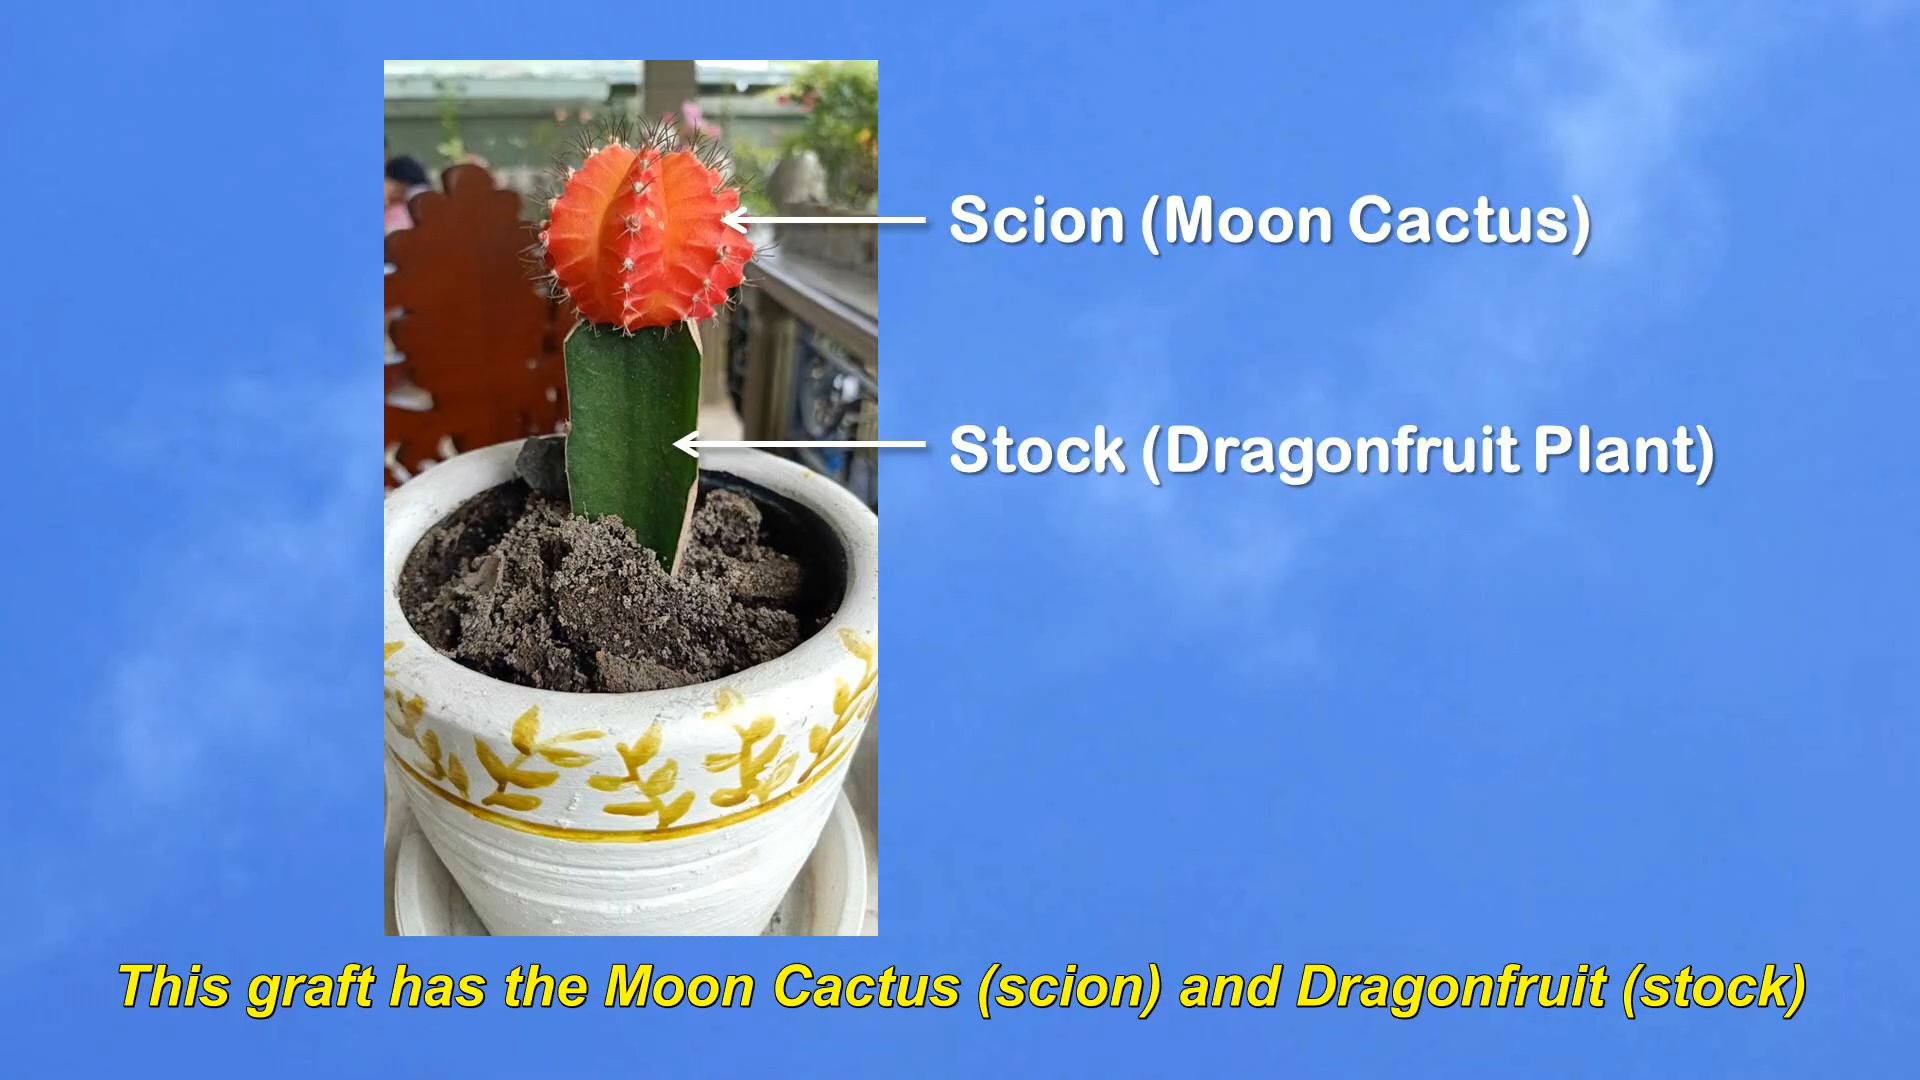 Scion (Moon Cactus)
Stock (Dragonfruit Plant)
This graft has the Moon Cactus (scion) and Dragonfruit (stock)